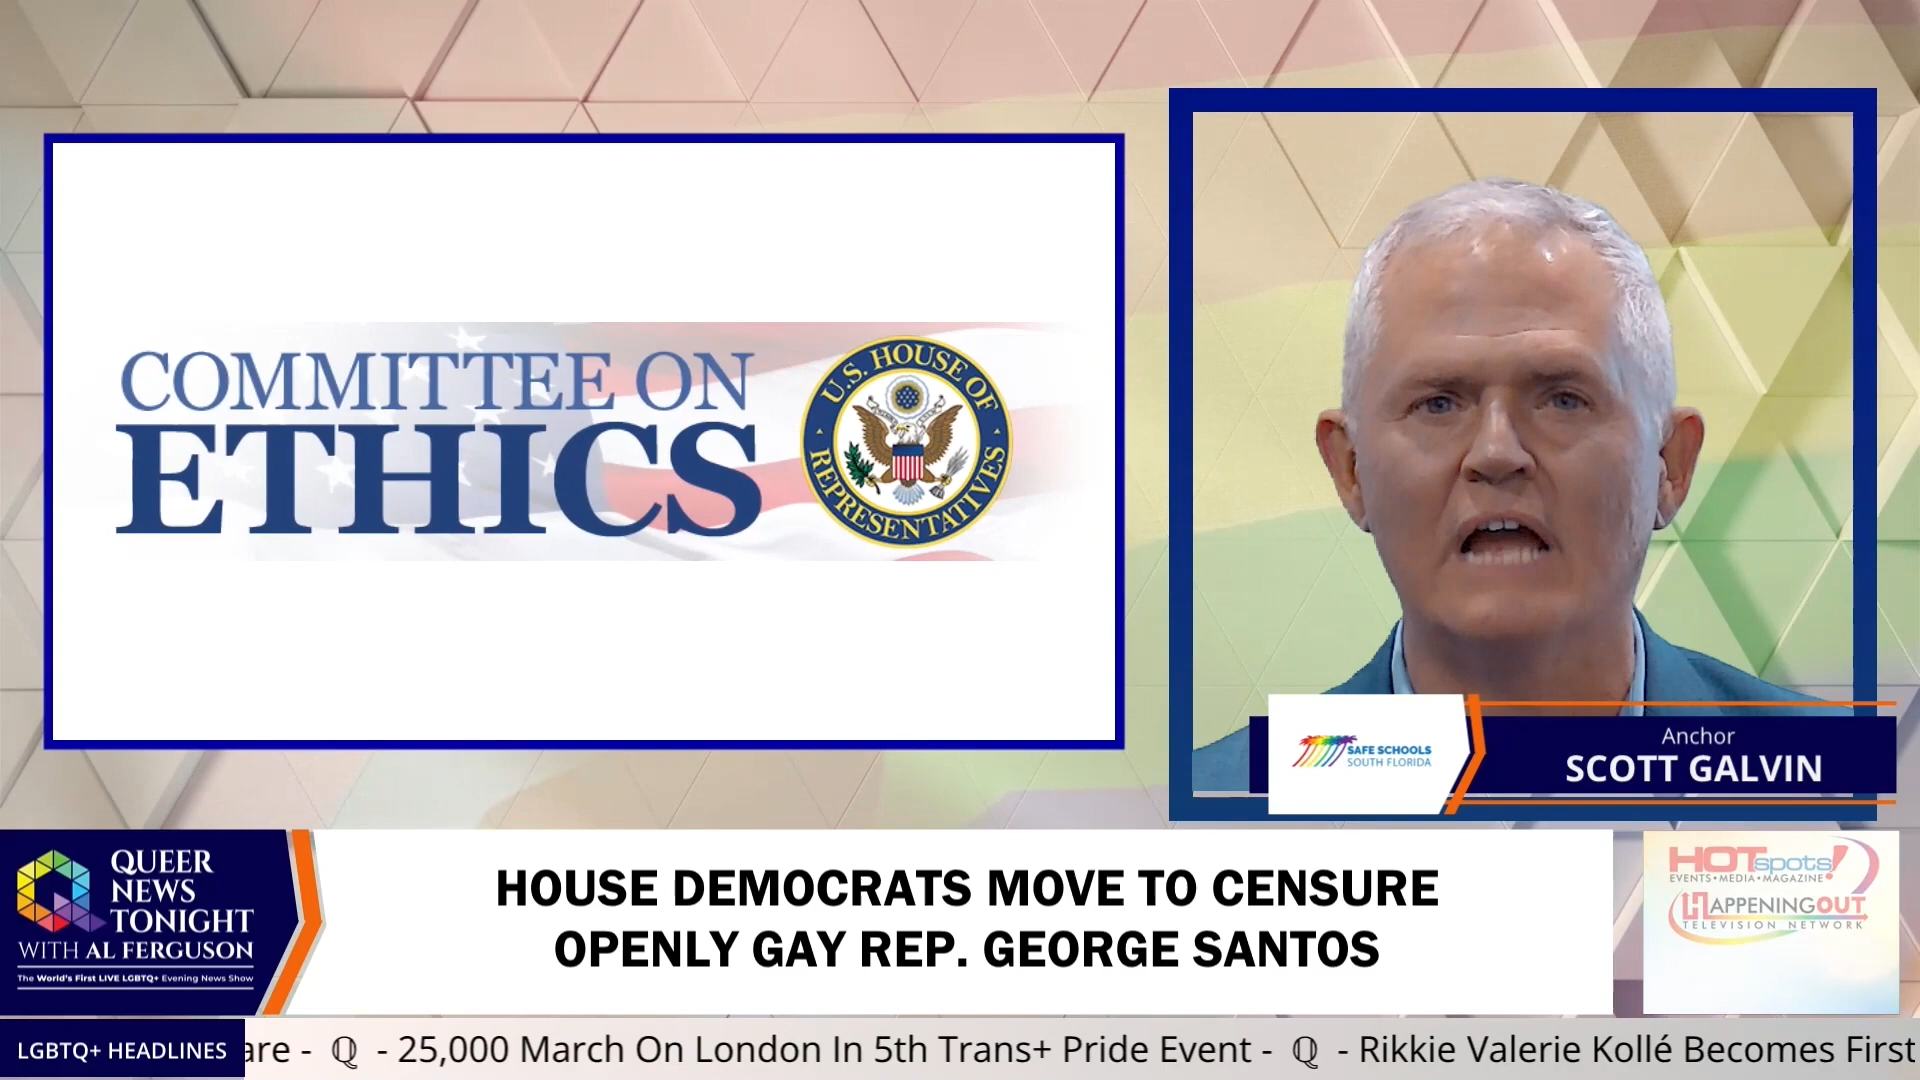 COMMITTEE ON
ETHICS
U.S. HOUSE OF
REPRESENTATIVES
SAFE SCHOOLS
SOUTH FLORIDA
Anchor
SCOTT GALVIN
QUEER
NEWS
TONIGHT
WITH AL FERGUSON
The World's First LIVE LGBTQ+ Evening News Show
HOUSE DEMOCRATS MOVE TO CENSURE
OPENLY GAY REP. GEORGE SANTOS
HOTspots!
EVENTS•MEDIA•MAGAZINE
HAPPENINGOUT
TELEVISION NETWORK
LGBTQ+ HEADLINES
are - ℚ - 25,000 March On London In 5th Trans+ Pride Event - ℚ - Rikkie Valerie Kollé Becomes First